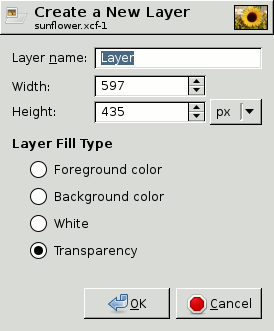 Create a New Layer
sunflower.xcf-1
Layer name: Layer
Width: 597
Height: 435 px
Layer Fill Type
Foreground color
Background color
White
Transparency
OK Cancel